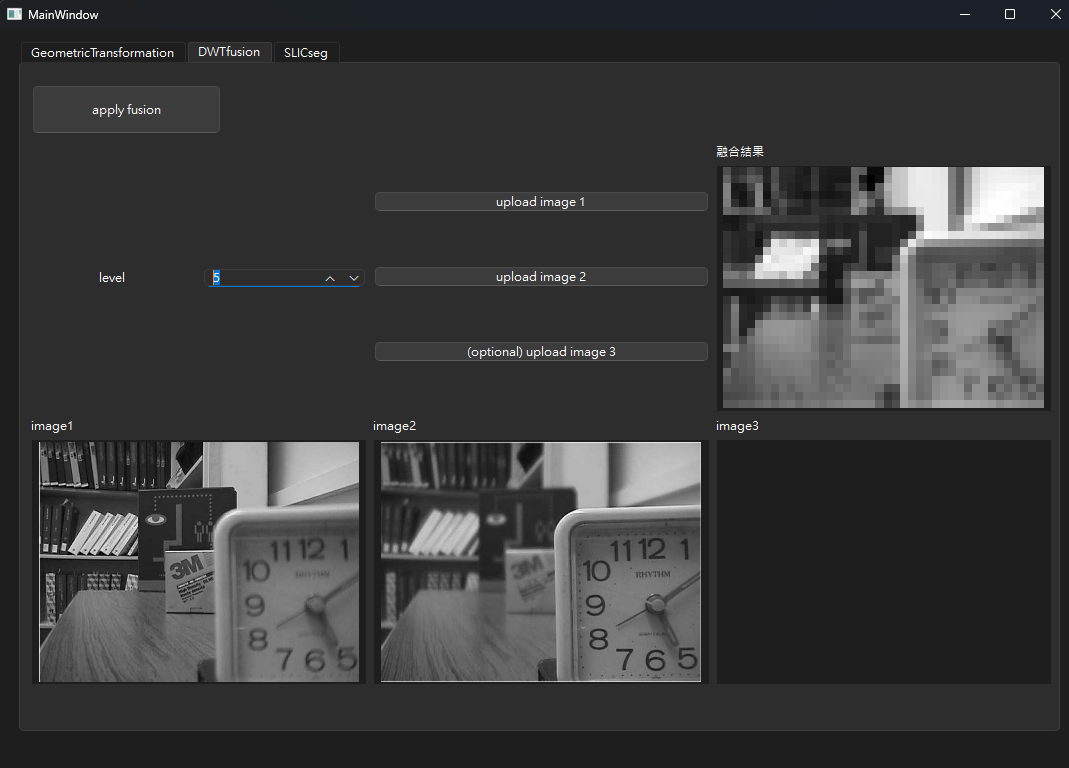 MainWindow
GeometricTransformation
DWTfusion
SLICseg
apply fusion
融合結果
upload image 1
level
5
upload image 2
(optional) upload image 3
image1
image2
image3
3M
11 12 1
10
9
8
7 6 5
3M
11 12 1
10
RHYTHM
9
8
7 6 5